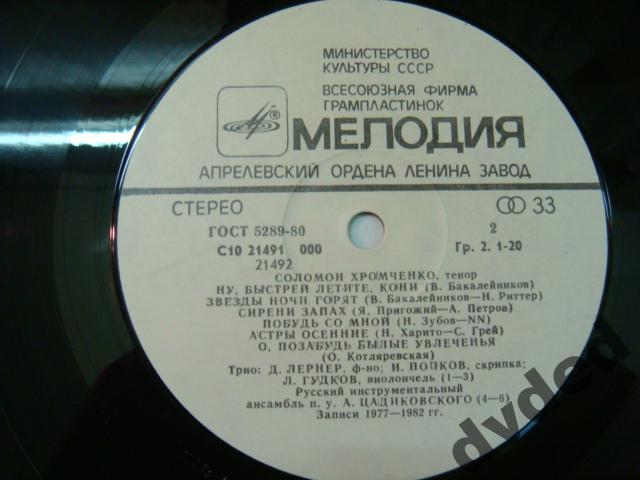 МИНИСТЕРСТВО
КУЛЬТУРЫ СССР
ВСЕСОЮЗНАЯ ФИРМА
ГРАМПЛАСТИНОК
® МЕЛОДИЯ
АПРЕЛЕВСКИЙ ОРДЕНА ЛЕНИНА ЗАВОД
СТЕРЕО 33
ГОСТ 5289-80 2
С10 21491 000 Гр. 2. 1-20
21492
СОЛОМОН ХРОМЧЕНКО, тенор
НУ, БЫСТРЕЙ ЛЕТИТЕ, КОНИ (В. Бакалейников)
ЗВЕЗДЫ НОЧИ ГОРЯТ (В. Бакалейников—Н. Риттер)
СИРЕНИ ЗАПАХ (Я. Пригожий—А. Петров)
ПОБУДЬ СО МНОЙ (Н. Зубов—NN)
АСТРЫ ОСЕННИЕ (Н. Харито—С. Грей)
О, ПОЗАБУДЬ БЫЛЫЕ УВЛЕЧЕНЬЯ
(О. Котляревская)
Трио: Д. ЛЕРНЕР, ф-но; И. ПОПКОВ, скрипка;
Л. ГУДКОВ, виолончель (1—3)
Русский инструментальный
ансамбль п. у. А. ЦАДИКОВСКОГО (4—6)
Записи 1977—1982 гг.
dvded